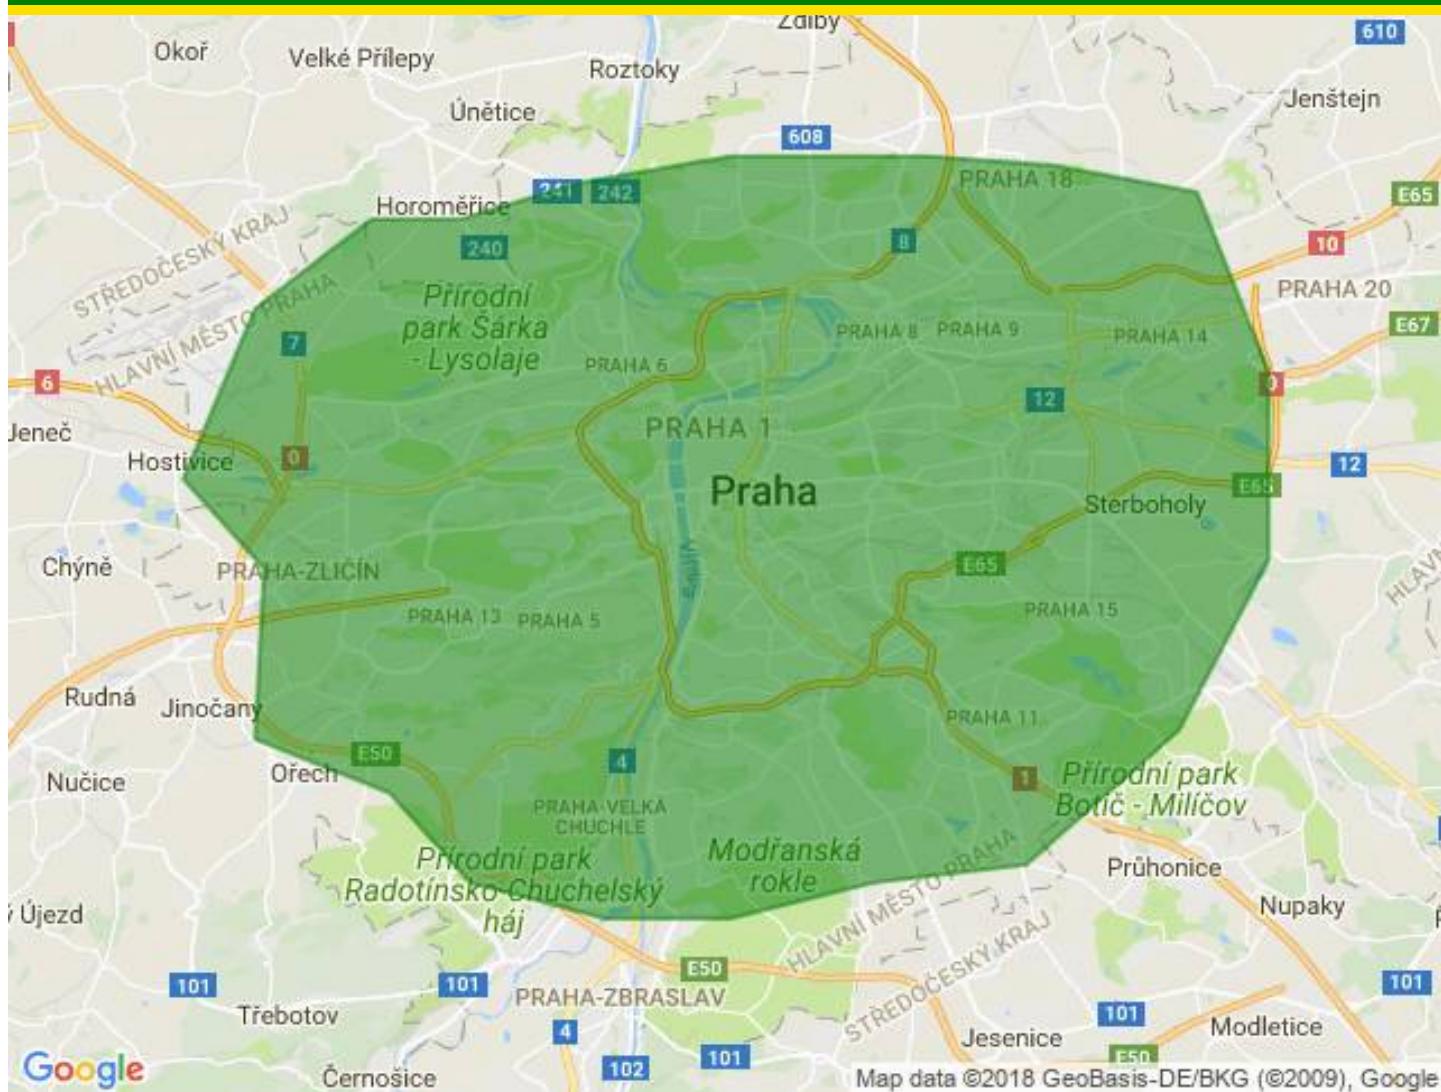 Zdiby
610
Okoř
Velké Přílepy
Roztoky
Jenštejn
Únětice
608
PRAHA 18
241
242
E65
Horoměřice
STŘEDOČESKÝ KRAJ
240
8
10
Přírodní
park Šárka
- Lysolaje
PRAHA 20
HLAVNÍ MĚSTO PRAHA
7
PRAHA 8
PRAHA 9
PRAHA 14
E67
PRAHA 6
6
0
12
Jeneč
PRAHA 1
Hostivice
0
12
Praha
E65
Sterboholy
Vltava
Chýně
PRAHA-ZLIČÍN
E65
PRAHA 13
PRAHA 5
PRAHA 15
Rudná
Jinočany
PRAHA 11
E50
4
Ořech
Nučice
1
Přírodní park
Botič - Milíčov
PRAHA-VELKÁ
CHUCHLE
Modřanská
rokle
Přírodní park
Radotínsko-Chuchelský
háj
Průhonice
HLAVNÍ MĚSTO PRAHA
STŘEDOČESKÝ KRAJ
Újezd
Nupaky
E50
101
101
PRAHA-ZBRASLAV
101
Třebotov
101
4
Jesenice
Modletice
101
E50
Google
102
Černošice
Map data ©2018 GeoBasis-DE/BKG (©2009), Google